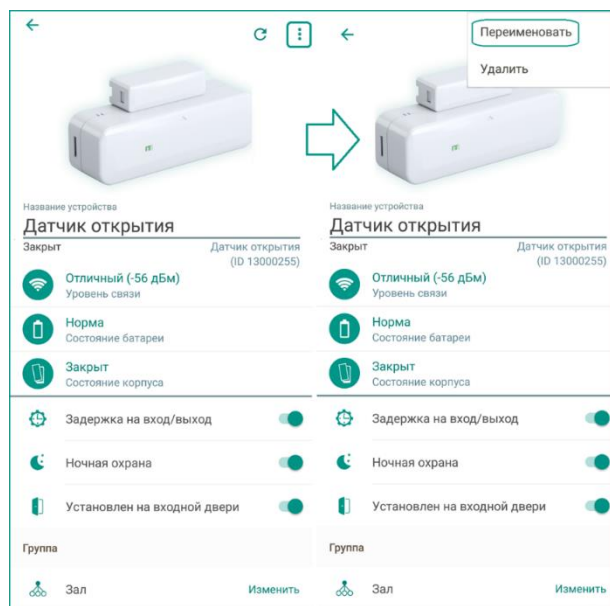 Название устройства
Датчик открытия
Закрыт
Датчик открытия
(ID 13000255)
Отличный (-56 дБм)
Уровень связи
Норма
Состояние батареи
Закрыт
Состояние корпуса
Задержка на вход/выход
Ночная охрана
Установлен на входной двери
Группа
Зал
Изменить
Переименовать
Удалить
Название устройства
Датчик открытия
Закрыт
Датчик открытия
(ID 13000255)
Отличный (-56 дБм)
Уровень связи
Норма
Состояние батареи
Закрыт
Состояние корпуса
Задержка на вход/выход
Ночная охрана
Установлен на входной двери
Группа
Зал
Изменить